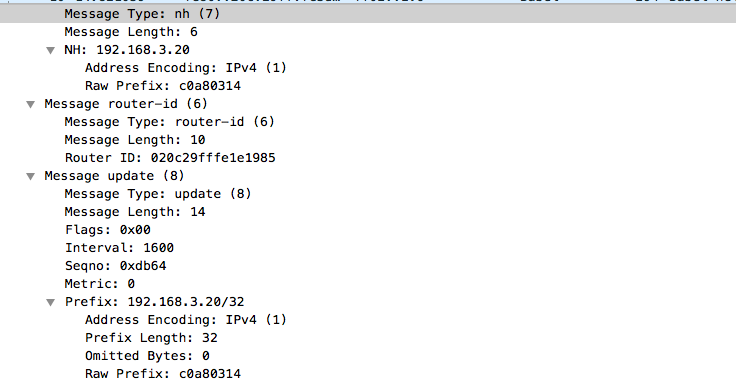 Message Type: nh (7)
Message Length: 6
NH: 192.168.3.20
Address Encoding: IPv4 (1)
Raw Prefix: c0a80314
Message router-id (6)
Message Type: router-id (6)
Message Length: 10
Router ID: 020c29fffe1e1985
Message update (8)
Message Type: update (8)
Message Length: 14
Flags: 0x00
Interval: 1600
Seqno: 0xdb64
Metric: 0
Prefix: 192.168.3.20/32
Address Encoding: IPv4 (1)
Prefix Length: 32
Omitted Bytes: 0
Raw Prefix: c0a80314